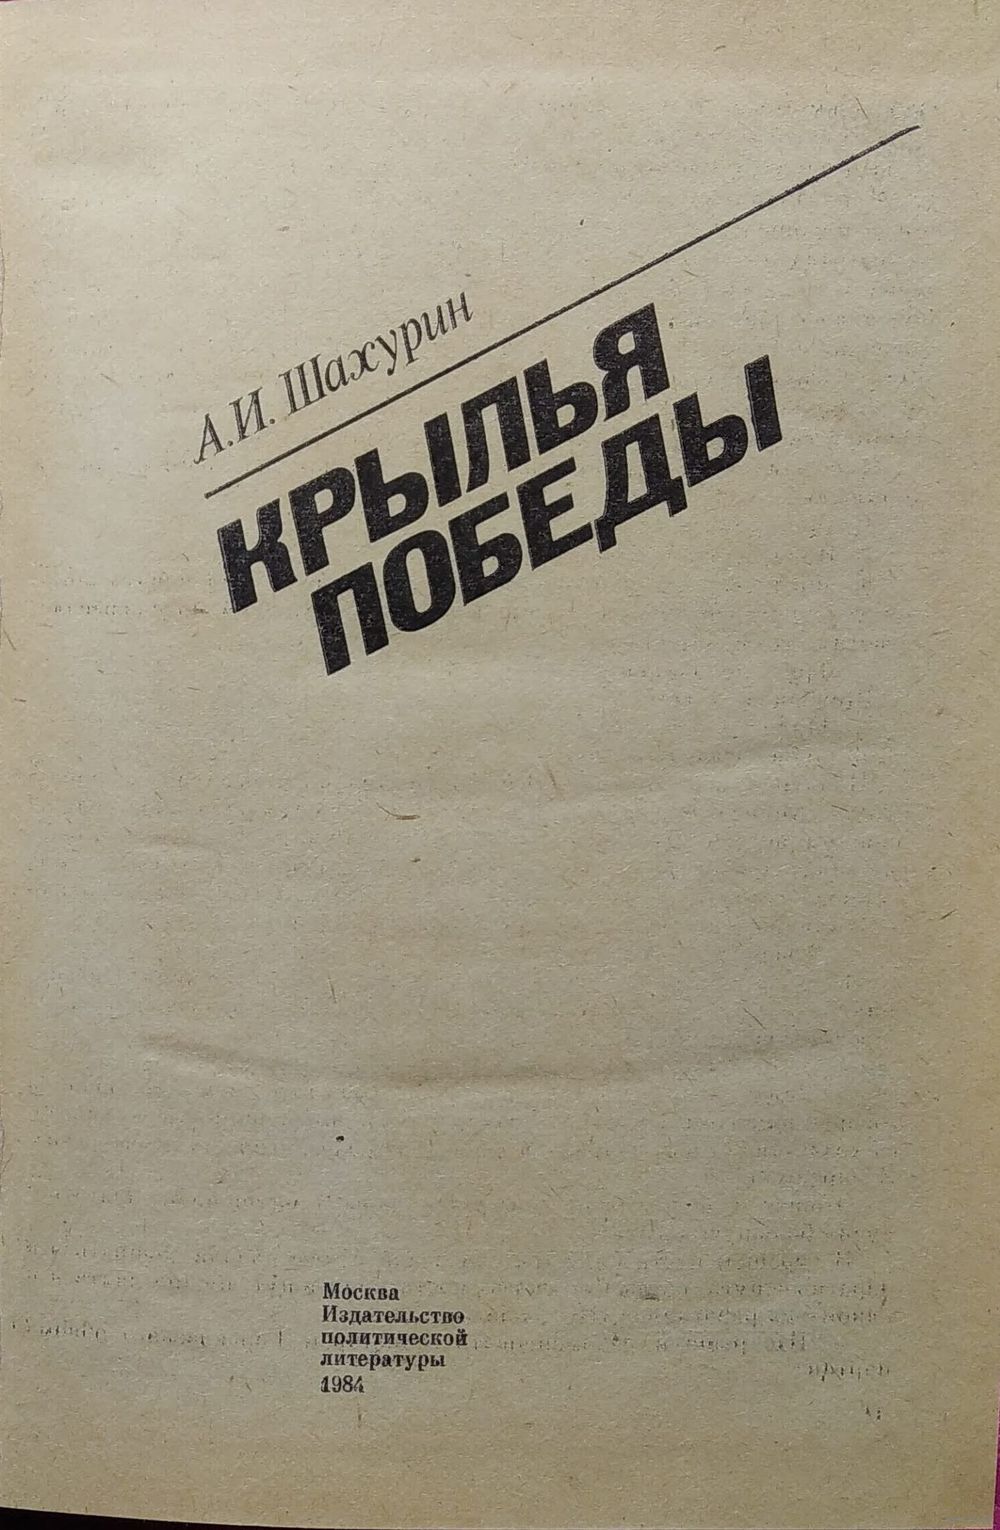 А.И. Шахурин
КРЫЛЬЯ
ПОБЕДЫ
Москва
Издательство
политической
литературы
1984